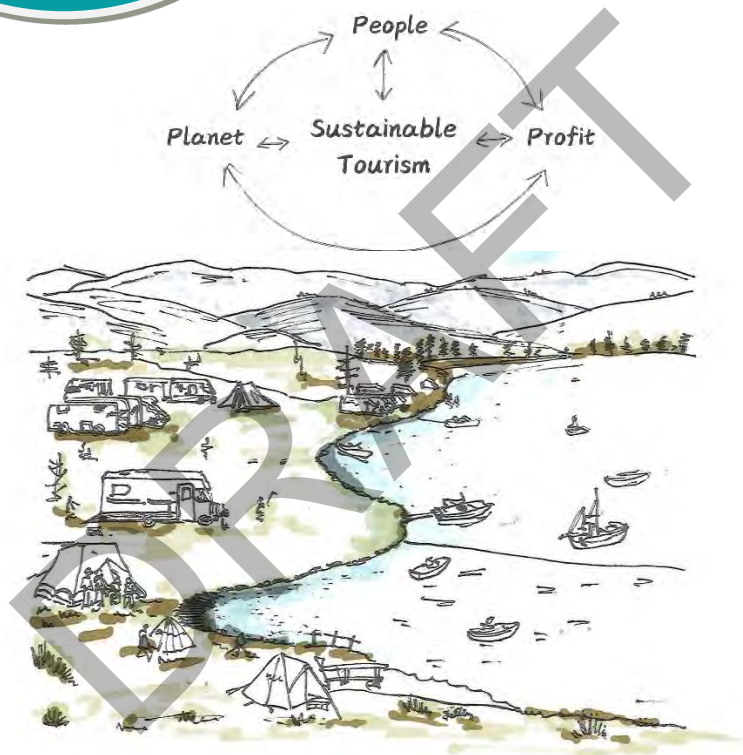 People
Planet
Sustainable
Tourism
Profit
DRAFT